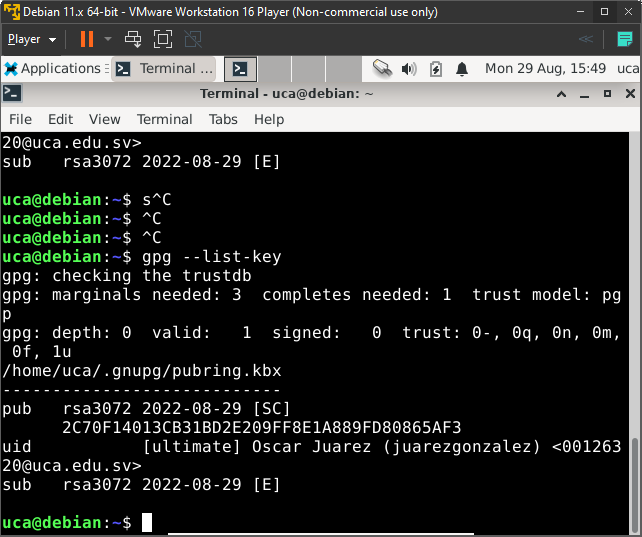 Debian 11.x 64-bit - VMware Workstation 16 Player (Non-commercial use only)
Player
Applications Terminal ... Mon 29 Aug, 15:49 uca
Terminal - uca@debian: ~
File Edit View Terminal Tabs Help
20@uca.edu.sv>
sub   rsa3072 2022-08-29 [E]
uca@debian:~$ s^C
uca@debian:~$ ^C
uca@debian:~$ ^C
uca@debian:~$ gpg --list-key
gpg: checking the trustdb
gpg: marginals needed: 3  completes needed: 1  trust model: pg
p
gpg: depth: 0  valid:   1  signed:   0  trust: 0-, 0q, 0n, 0m,
 0f, 1u
/home/uca/.gnupg/pubring.kbx
----------------------------
pub   rsa3072 2022-08-29 [SC]
      2C70F14013CB31BD2E209FF8E1A889FD80865AF3
uid           [ultimate] Oscar Juarez (juarezgonzalez) <001263
20@uca.edu.sv>
sub   rsa3072 2022-08-29 [E]
uca@debian:~$